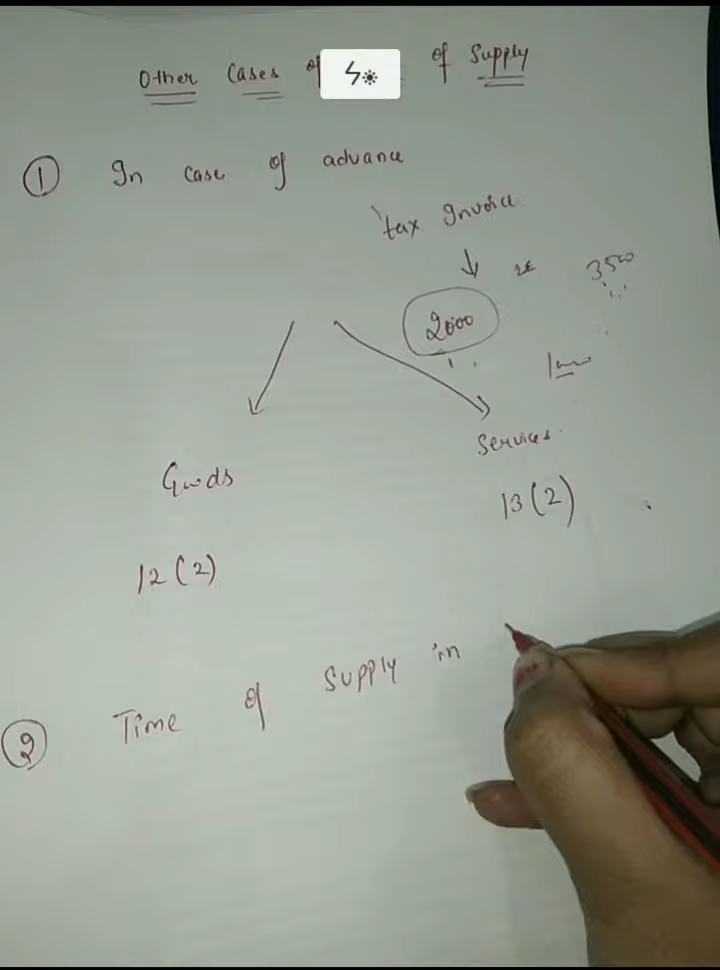 Other Cases of of Supply
① In case of advance
tax Invoice
2000
3500
Services
Goods
13(2)
12(2)
② Time of Supply in